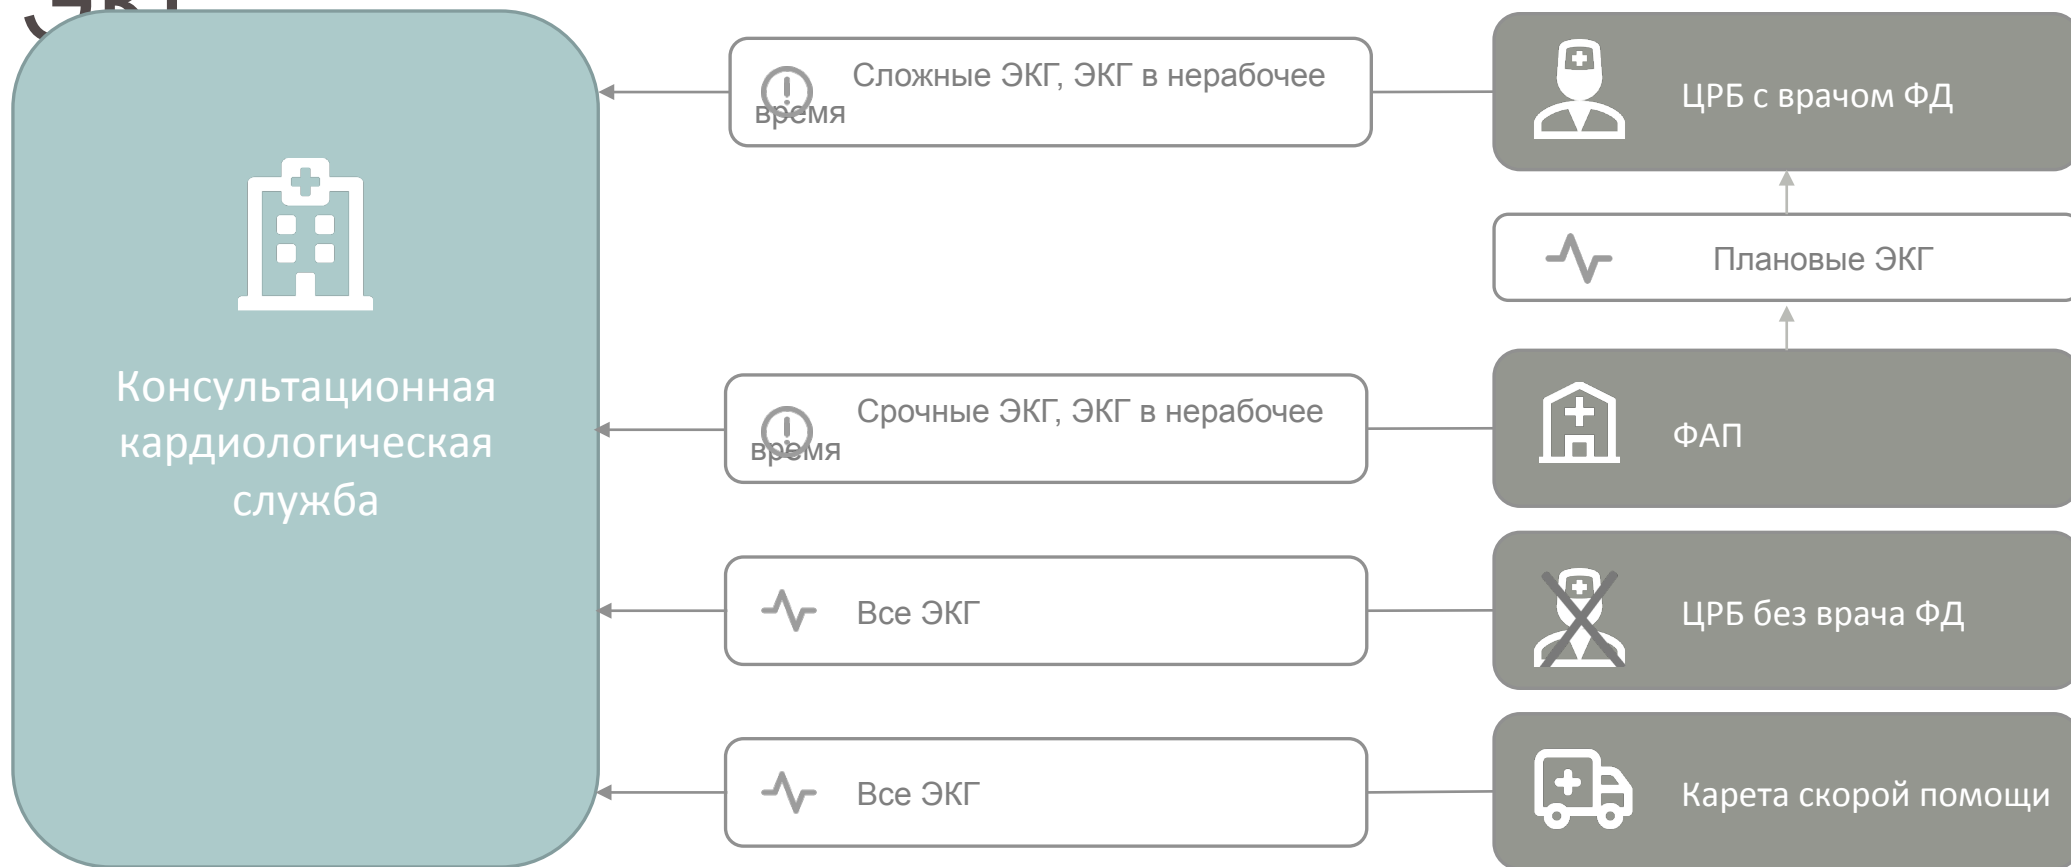 Сложные ЭКГ, ЭКГ в нерабочее
время
ЦРБ с врачом ФД
Плановые ЭКГ
Консультационная
кардиологическая
служба
Срочные ЭКГ, ЭКГ в нерабочее
время
ФАП
Все ЭКГ
ЦРБ без врача ФД
Все ЭКГ
Карета скорой помощи